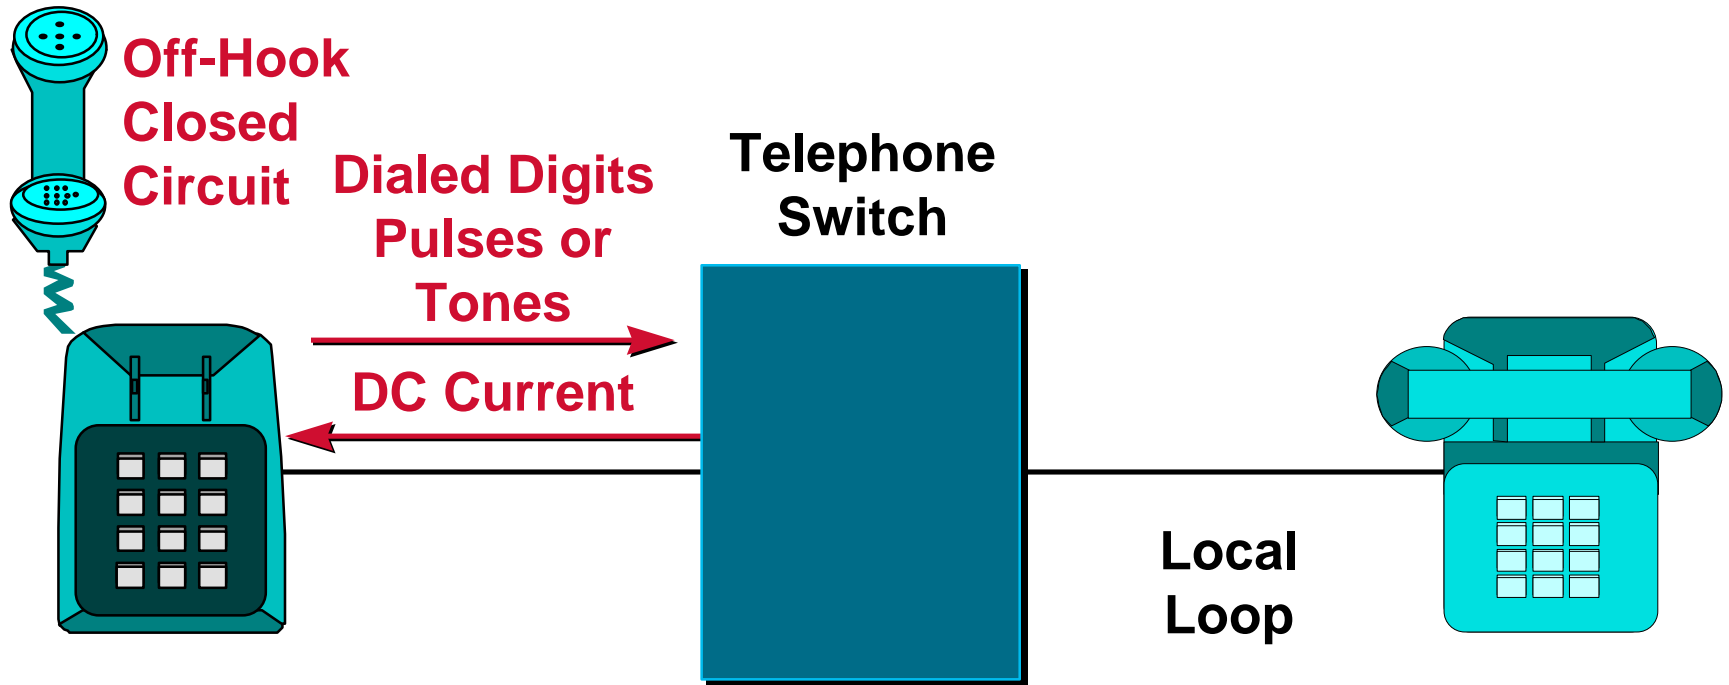 Off-Hook
Closed
Circuit
Dialed Digits
Pulses or
Tones
DC Current
Telephone
Switch
Local
Loop